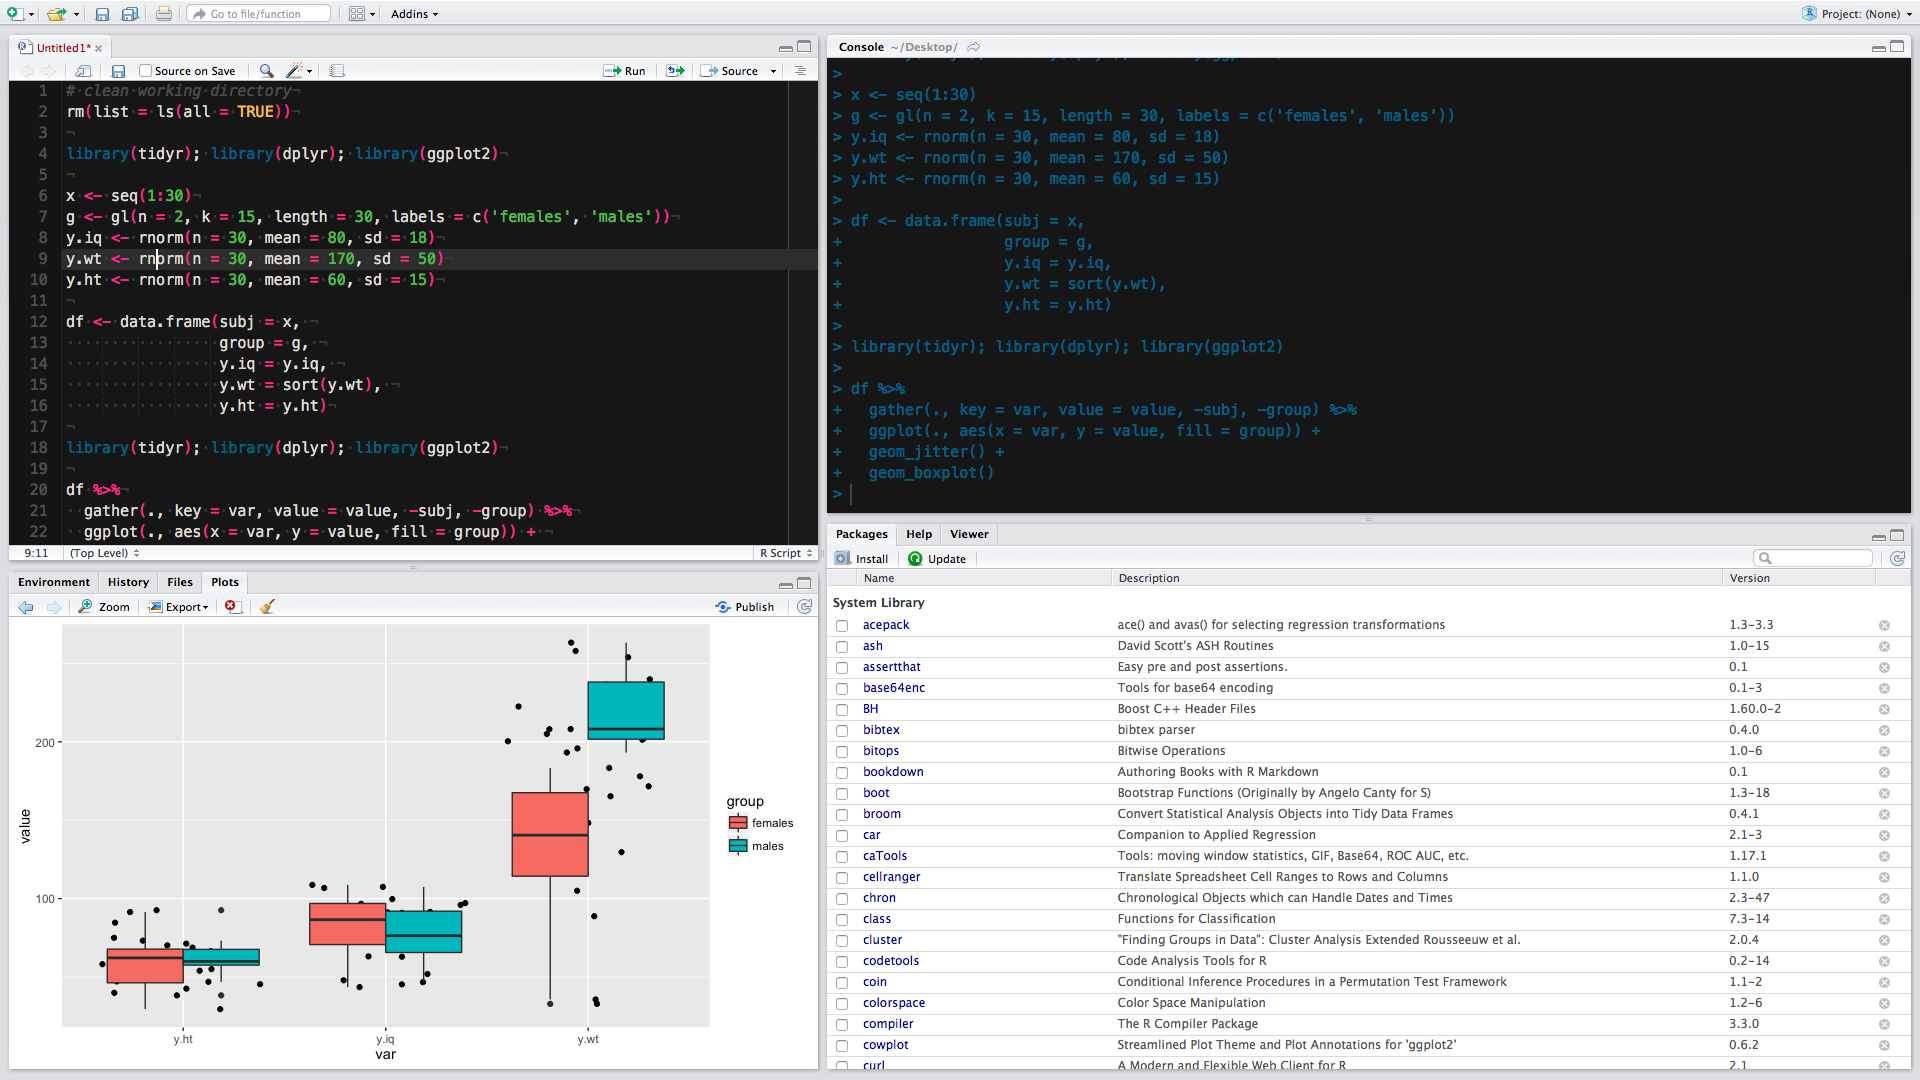 Go to file/function
Addins
Project: (None)
Untitled1*
Source on Save
Run
Source
1 # clean working directory
2 rm(list = ls(all = TRUE))
3
4 library(tidyr); library(dplyr); library(ggplot2)
5
6 x <- seq(1:30)
7 g <- gl(n = 2, k = 15, length = 30, labels = c('females', 'males'))
8 y.iq <- rnorm(n = 30, mean = 80, sd = 18)
9 y.wt <- rnorm(n = 30, mean = 170, sd = 50)
10 y.ht <- rnorm(n = 30, mean = 60, sd = 15)
11
12 df <- data.frame(subj = x,
13 group = g,
14 y.iq = y.iq,
15 y.wt = sort(y.wt),
16 y.ht = y.ht)
17
18 library(tidyr); library(dplyr); library(ggplot2)
19
20 df %>%
21 gather(., key = var, value = value, -subj, -group) %>%
22 ggplot(., aes(x = var, y = value, fill = group)) +
9:11 (Top Level) R Script
Console ~/Desktop/
>
> x <- seq(1:30)
> g <- gl(n = 2, k = 15, length = 30, labels = c('females', 'males'))
> y.iq <- rnorm(n = 30, mean = 80, sd = 18)
> y.wt <- rnorm(n = 30, mean = 170, sd = 50)
> y.ht <- rnorm(n = 30, mean = 60, sd = 15)
>
> df <- data.frame(subj = x,
+ group = g,
+ y.iq = y.iq,
+ y.wt = sort(y.wt),
+ y.ht = y.ht)
>
> library(tidyr); library(dplyr); library(ggplot2)
>
> df %>%
+ gather(., key = var, value = value, -subj, -group) %>%
+ ggplot(., aes(x = var, y = value, fill = group)) +
+ geom_jitter() +
+ geom_boxplot()
>
Environment History Files Plots
Zoom Export Publish
value
200
100
y.ht y.iq y.wt
var
group
females
males
Packages Help Viewer
Install Update
Name Description Version
System Library
acepack ace() and avas() for selecting regression transformations 1.3-3.3
ash David Scott's ASH Routines 1.0-15
assertthat Easy pre and post assertions. 0.1
base64enc Tools for base64 encoding 0.1-3
BH Boost C++ Header Files 1.60.0-2
bibtex bibtex parser 0.4.0
bitops Bitwise Operations 1.0-6
bookdown Authoring Books with R Markdown 0.1
boot Bootstrap Functions (Originally by Angelo Canty for S) 1.3-18
broom Convert Statistical Analysis Objects into Tidy Data Frames 0.4.1
car Companion to Applied Regression 2.1-3
caTools Tools: moving window statistics, GIF, Base64, ROC AUC, etc. 1.17.1
cellranger Translate Spreadsheet Cell Ranges to Rows and Columns 1.1.0
chron Chronological Objects which can Handle Dates and Times 2.3-47
class Functions for Classification 7.3-14
cluster "Finding Groups in Data": Cluster Analysis Extended Rousseeuw et al. 2.0.4
codetools Code Analysis Tools for R 0.2-14
coin Conditional Inference Procedures in a Permutation Test Framework 1.1-2
colorspace Color Space Manipulation 1.2-6
compiler The R Compiler Package 3.3.0
cowplot Streamlined Plot Theme and Plot Annotations for 'ggplot2' 0.6.2
curl A Modern and Flexible Web Client for R 2.1